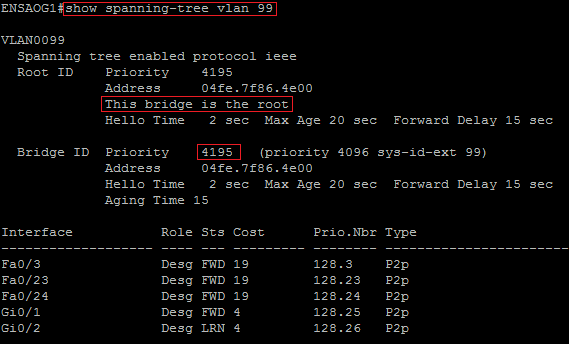 ENSAOG1#show spanning-tree vlan 99
VLAN0099
  Spanning tree enabled protocol ieee
  Root ID    Priority    4195
             Address     04fe.7f86.4e00
             This bridge is the root
             Hello Time   2 sec  Max Age 20 sec  Forward Delay 15 sec
  Bridge ID  Priority    4195   (priority 4096 sys-id-ext 99)
             Address     04fe.7f86.4e00
             Hello Time   2 sec  Max Age 20 sec  Forward Delay 15 sec
             Aging Time 15
Interface           Role Sts Cost      Prio.Nbr Type
------------------- ---- --- --------- -------- --------------------------------
Fa0/3               Desg FWD 19        128.3    P2p
Fa0/23              Desg FWD 19        128.23   P2p
Fa0/24              Desg FWD 19        128.24   P2p
Gi0/1               Desg FWD 4         128.25   P2p
Gi0/2               Desg LRN 4         128.26   P2p